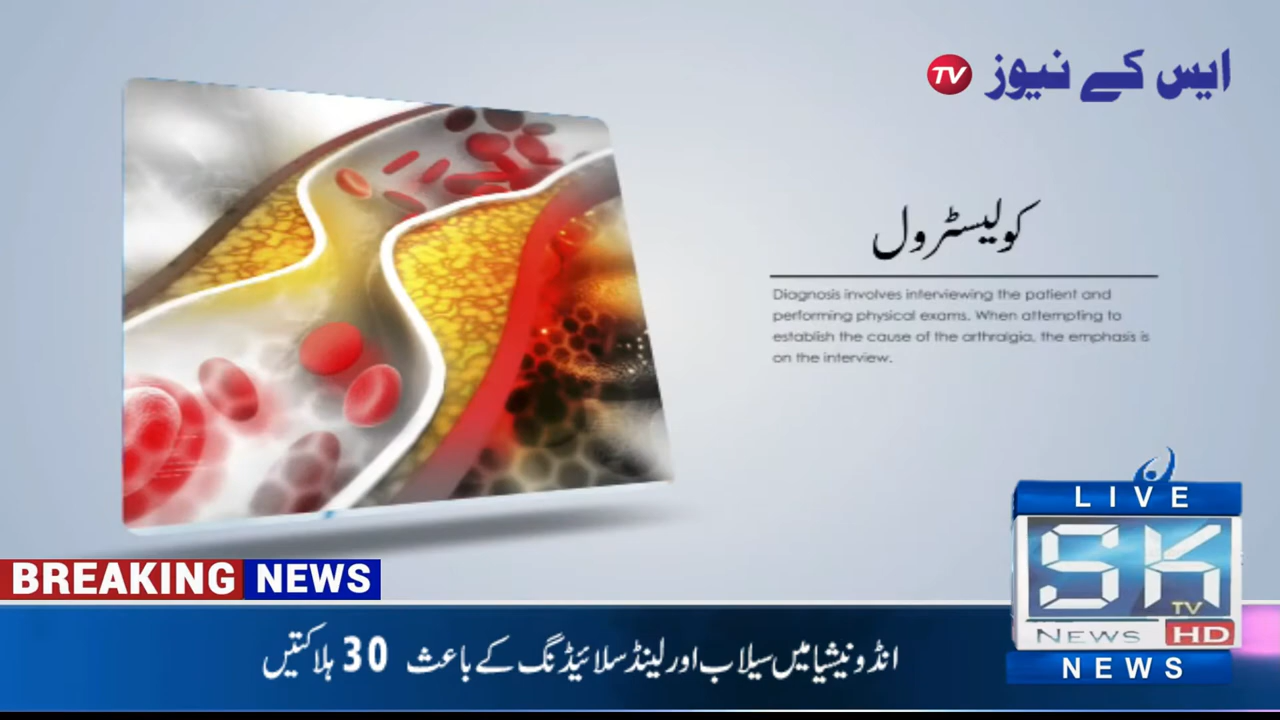 ایس کے نیوز TV
کولیسٹرول
Diagnosis involves interviewing the patient and
performing physical exams. When attempting to
establish the cause of the arthralgia, the emphasis is
on the interview.
LIVE
SK
TV
NEWS HD
NEWS
BREAKING NEWS
انڈونیشیا میں سیلاب اور لینڈ سلائیڈنگ کے باعث 30 ہلاکتیں